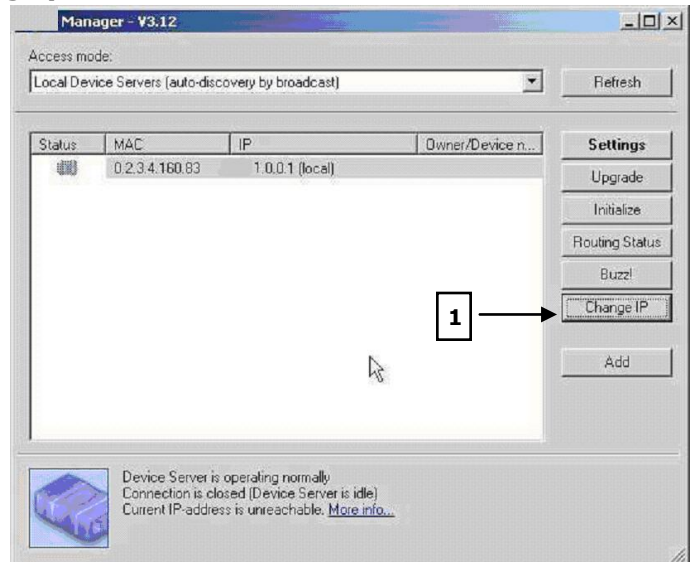 Manager - V3.12
Access mode:
Local Device Servers (auto-discovery by broadcast)
Refresh
Status MAC IP Owner/Device n...
0.2.3.4.160.83 1.0.0.1 (local)
Settings
Upgrade
Initialize
Routing Status
Buzz!
1
Change IP
Add
Device Server is operating normally
Connection is closed (Device Server is idle)
Current IP-address is unreachable. More info...